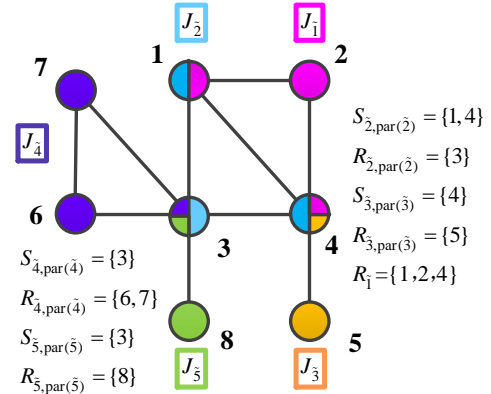 J_{\tilde{2}} J_{\tilde{1}}
7 1 2
S_{\tilde{2},par(\tilde{2})} = {1,4}
J_{\tilde{4}} R_{\tilde{2},par(\tilde{2})} = {3}
S_{\tilde{3},par(\tilde{3})} = {4}
6 3 4 R_{\tilde{3},par(\tilde{3})} = {5}
S_{\tilde{4},par(\tilde{4})} = {3} R_{\tilde{1}} = {1,2,4}
R_{\tilde{4},par(\tilde{4})} = {6,7}
S_{\tilde{5},par(\tilde{5})} = {3} 8 5
R_{\tilde{5},par(\tilde{5})} = {8} J_{\tilde{5}} J_{\tilde{3}}